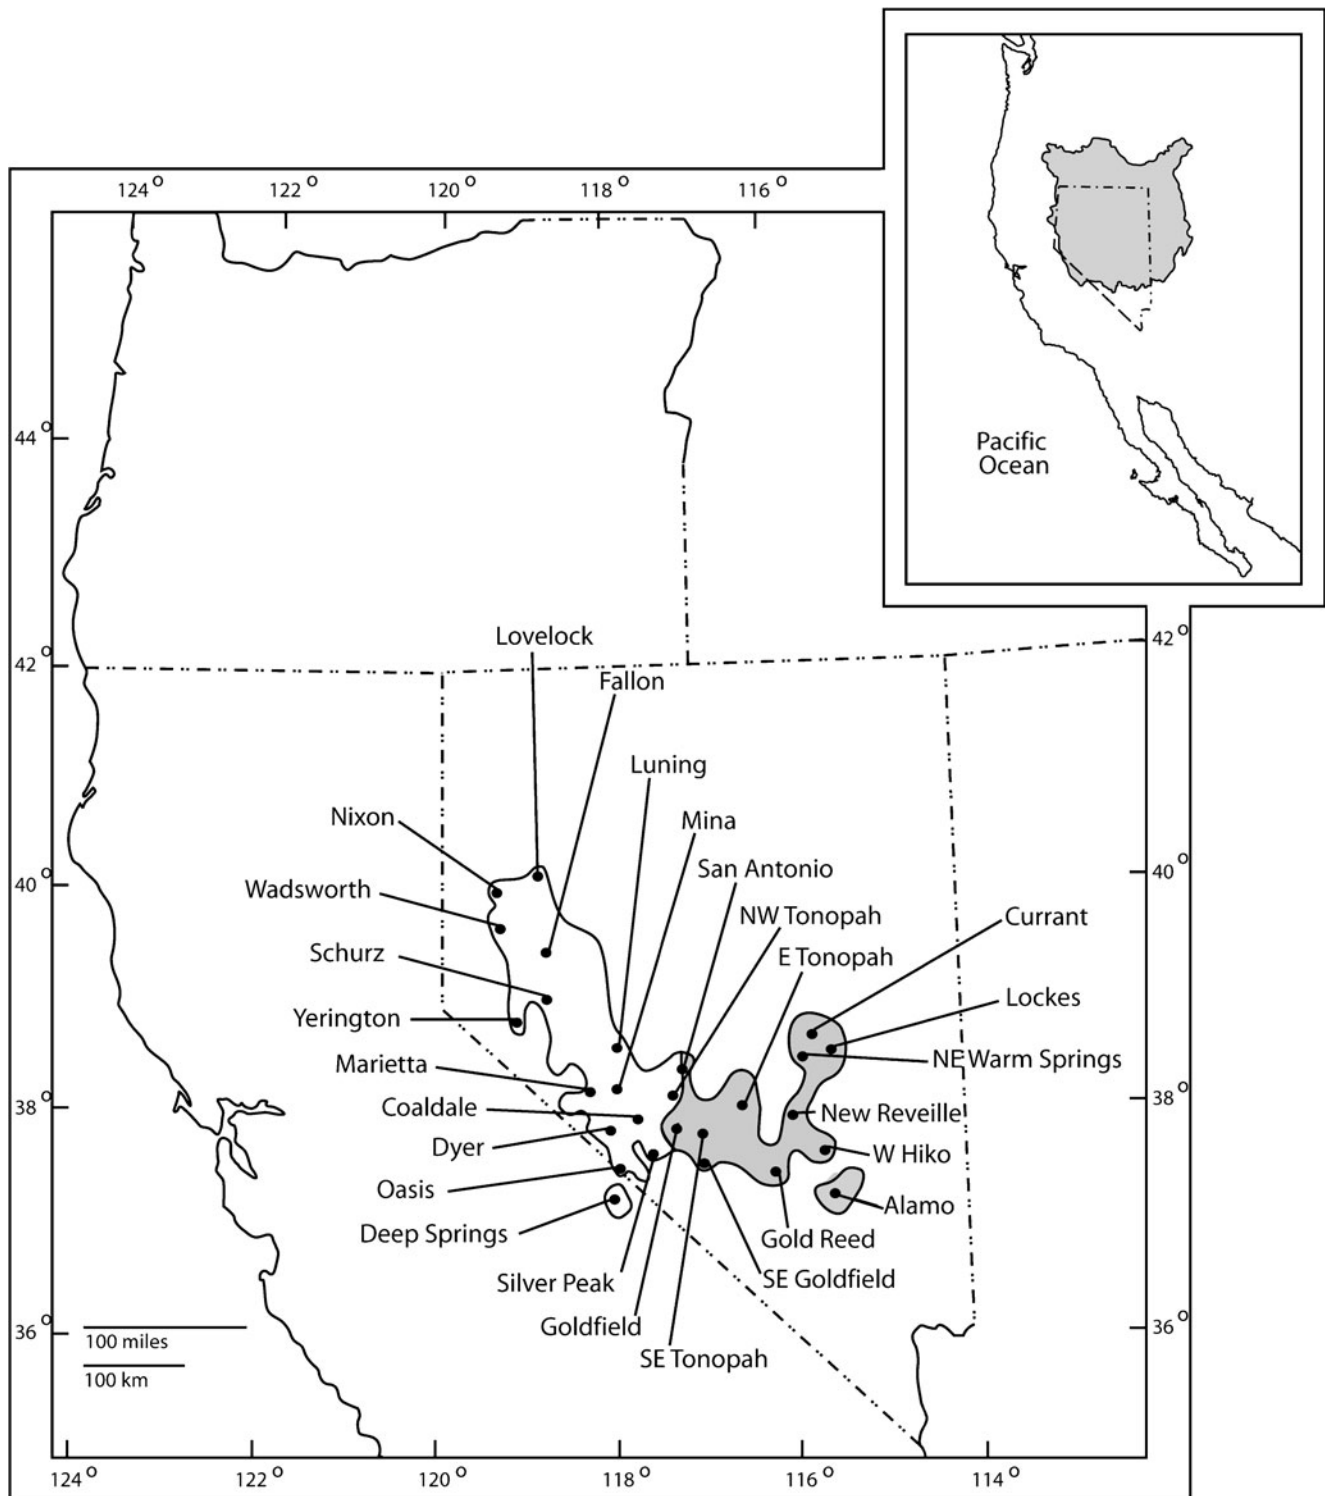 124 o
122 o
120 o
118 o
116 o
Pacific
Ocean
44 o
42 o
42 o
Lovelock
Fallon
Luning
Nixon
Mina
San Antonio
40 o
40 o
Wadsworth
NW Tonopah
Currant
Schurz
E Tonopah
Lockes
Yerington
NE Warm Springs
Marietta
38 o
38 o
Coaldale
New Reveille
Dyer
W Hiko
Oasis
Alamo
Deep Springs
Gold Reed
Silver Peak
SE Goldfield
36 o
36 o
Goldfield
100 miles
SE Tonopah
100 km
124 o
122 o
120 o
118 o
116 o
114 o